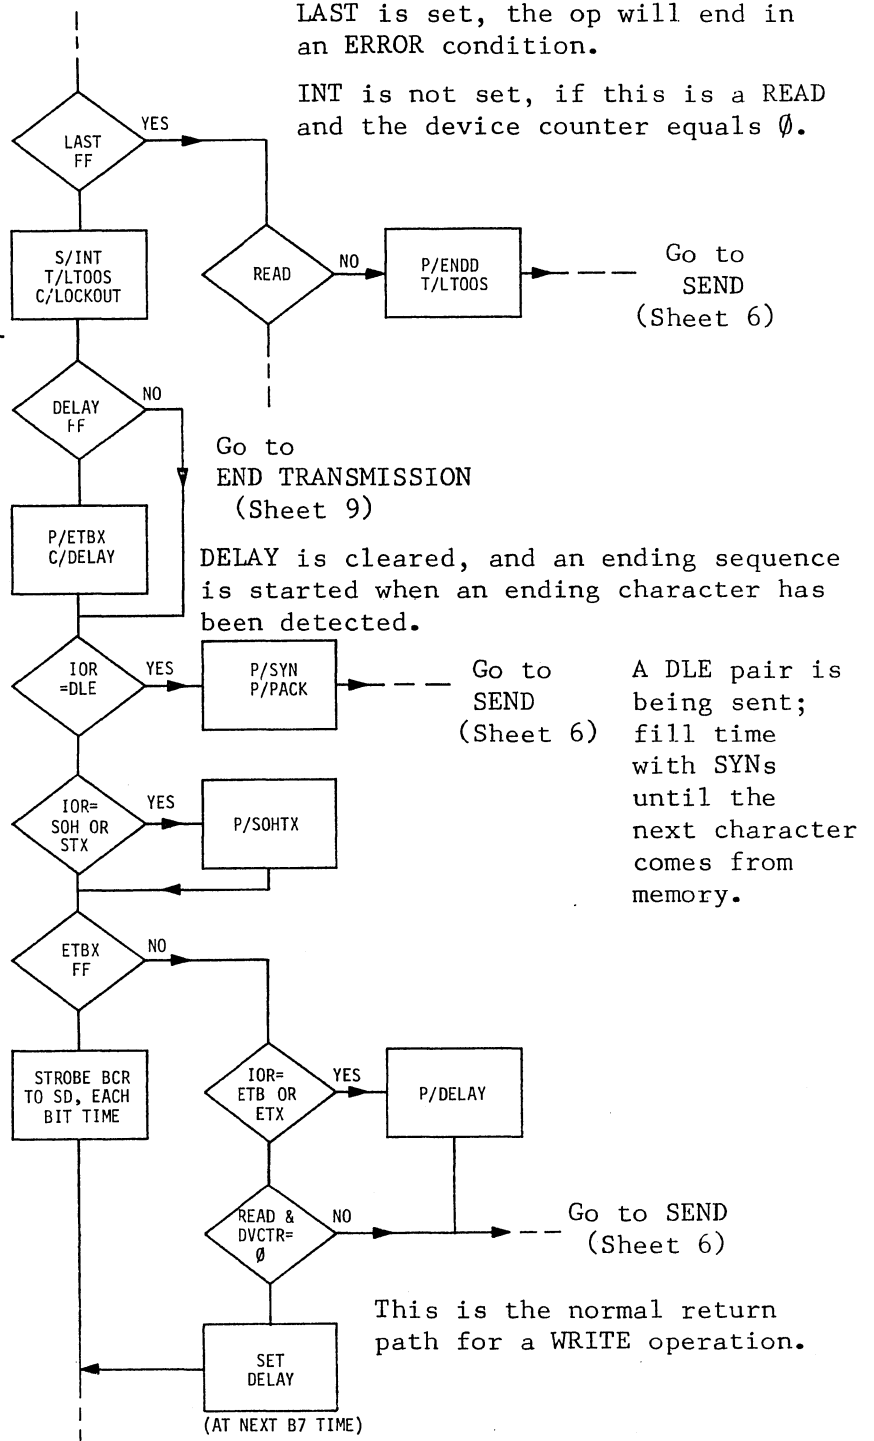 LAST is set, the op will end in
an ERROR condition.
INT is not set, if this is a READ
and the device counter equals Ø.
YES
LAST
FF
S/INT
T/LTOOS
C/LOCKOUT
READ
NO
P/ENDD
T/LTOOS
Go to
SEND
(Sheet 6)
DELAY
FF
NO
Go to
END TRANSMISSION
(Sheet 9)
P/ETBX
C/DELAY
DELAY is cleared, and an ending sequence
is started when an ending character has
been detected.
IOR
=DLE
YES
P/SYN
P/PACK
Go to
SEND
(Sheet 6)
A DLE pair is
being sent;
fill time
with SYNs
until the
next character
comes from
memory.
IOR=
SOH OR
STX
YES
P/SOHTX
ETBX
FF
NO
STROBE BCR
TO SD, EACH
BIT TIME
IOR=
ETB OR
ETX
YES
P/DELAY
READ &
DVCTR=
Ø
NO
Go to SEND
(Sheet 6)
This is the normal return
path for a WRITE operation.
SET
DELAY
(AT NEXT B7 TIME)